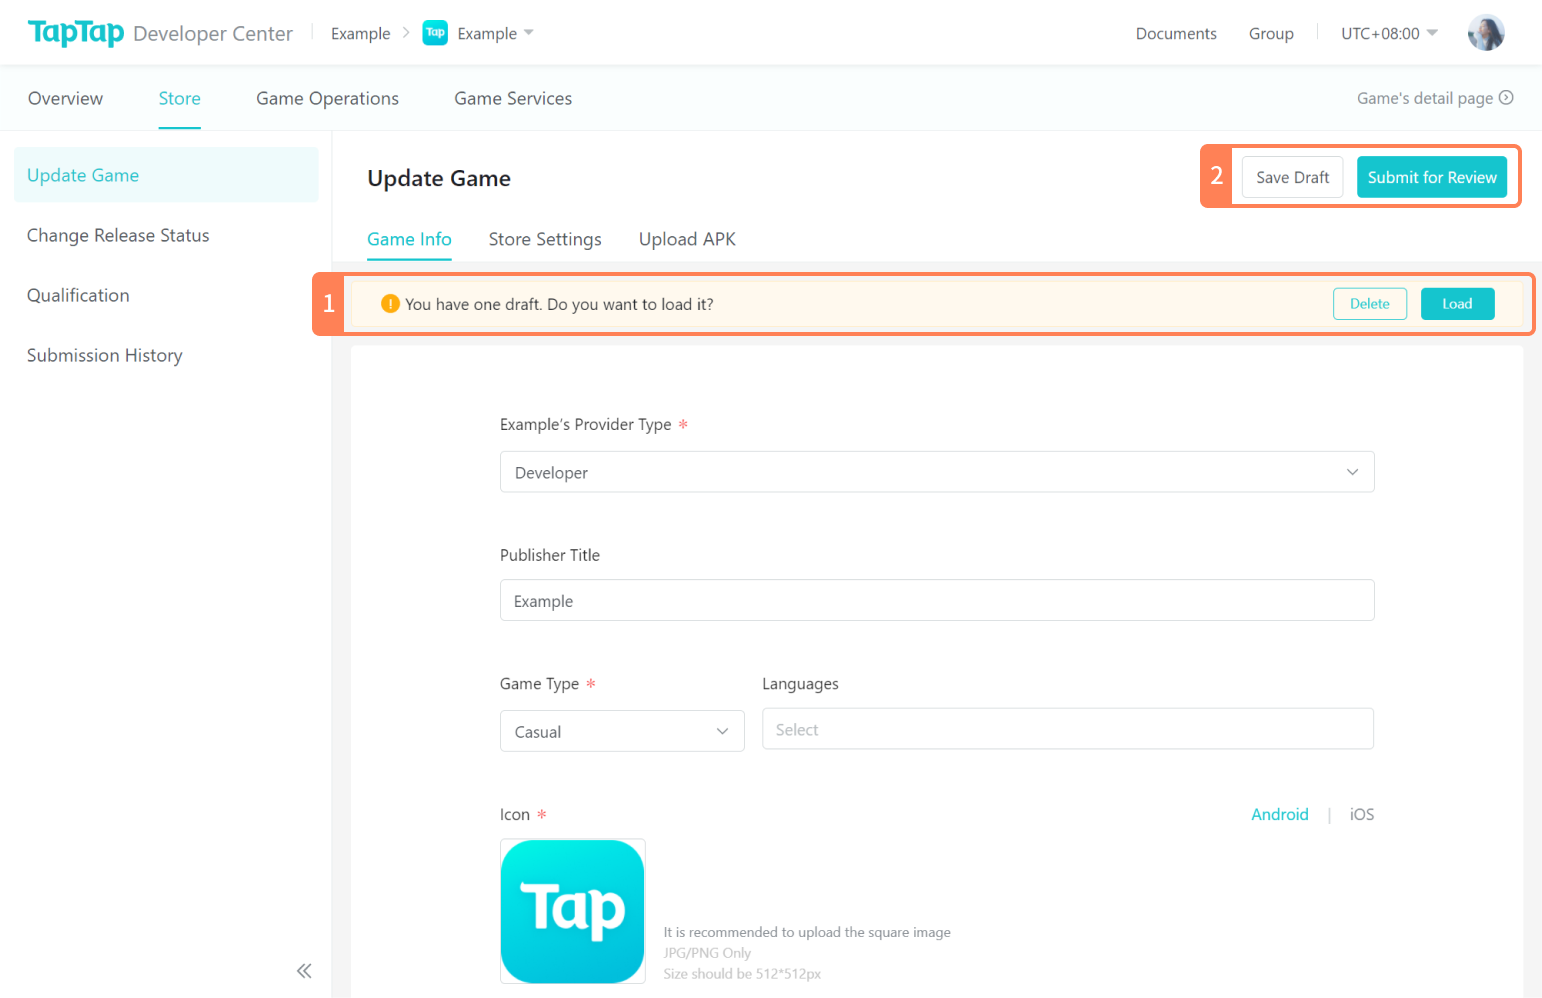 TapTap Developer Center Example Tap Example Documents Group UTC+08:00
Overview Store Game Operations Game Services Game's detail page
Update Game
Change Release Status
Qualification
Submission History
Update Game 2 Save Draft Submit for Review
Game Info Store Settings Upload APK
1 ! You have one draft. Do you want to load it? Delete Load
Example's Provider Type *
Developer
Publisher Title
Example
Game Type * Languages
Casual Select
Icon * Android | iOS
Tap
It is recommended to upload the square image
JPG/PNG Only
Size should be 512*512px